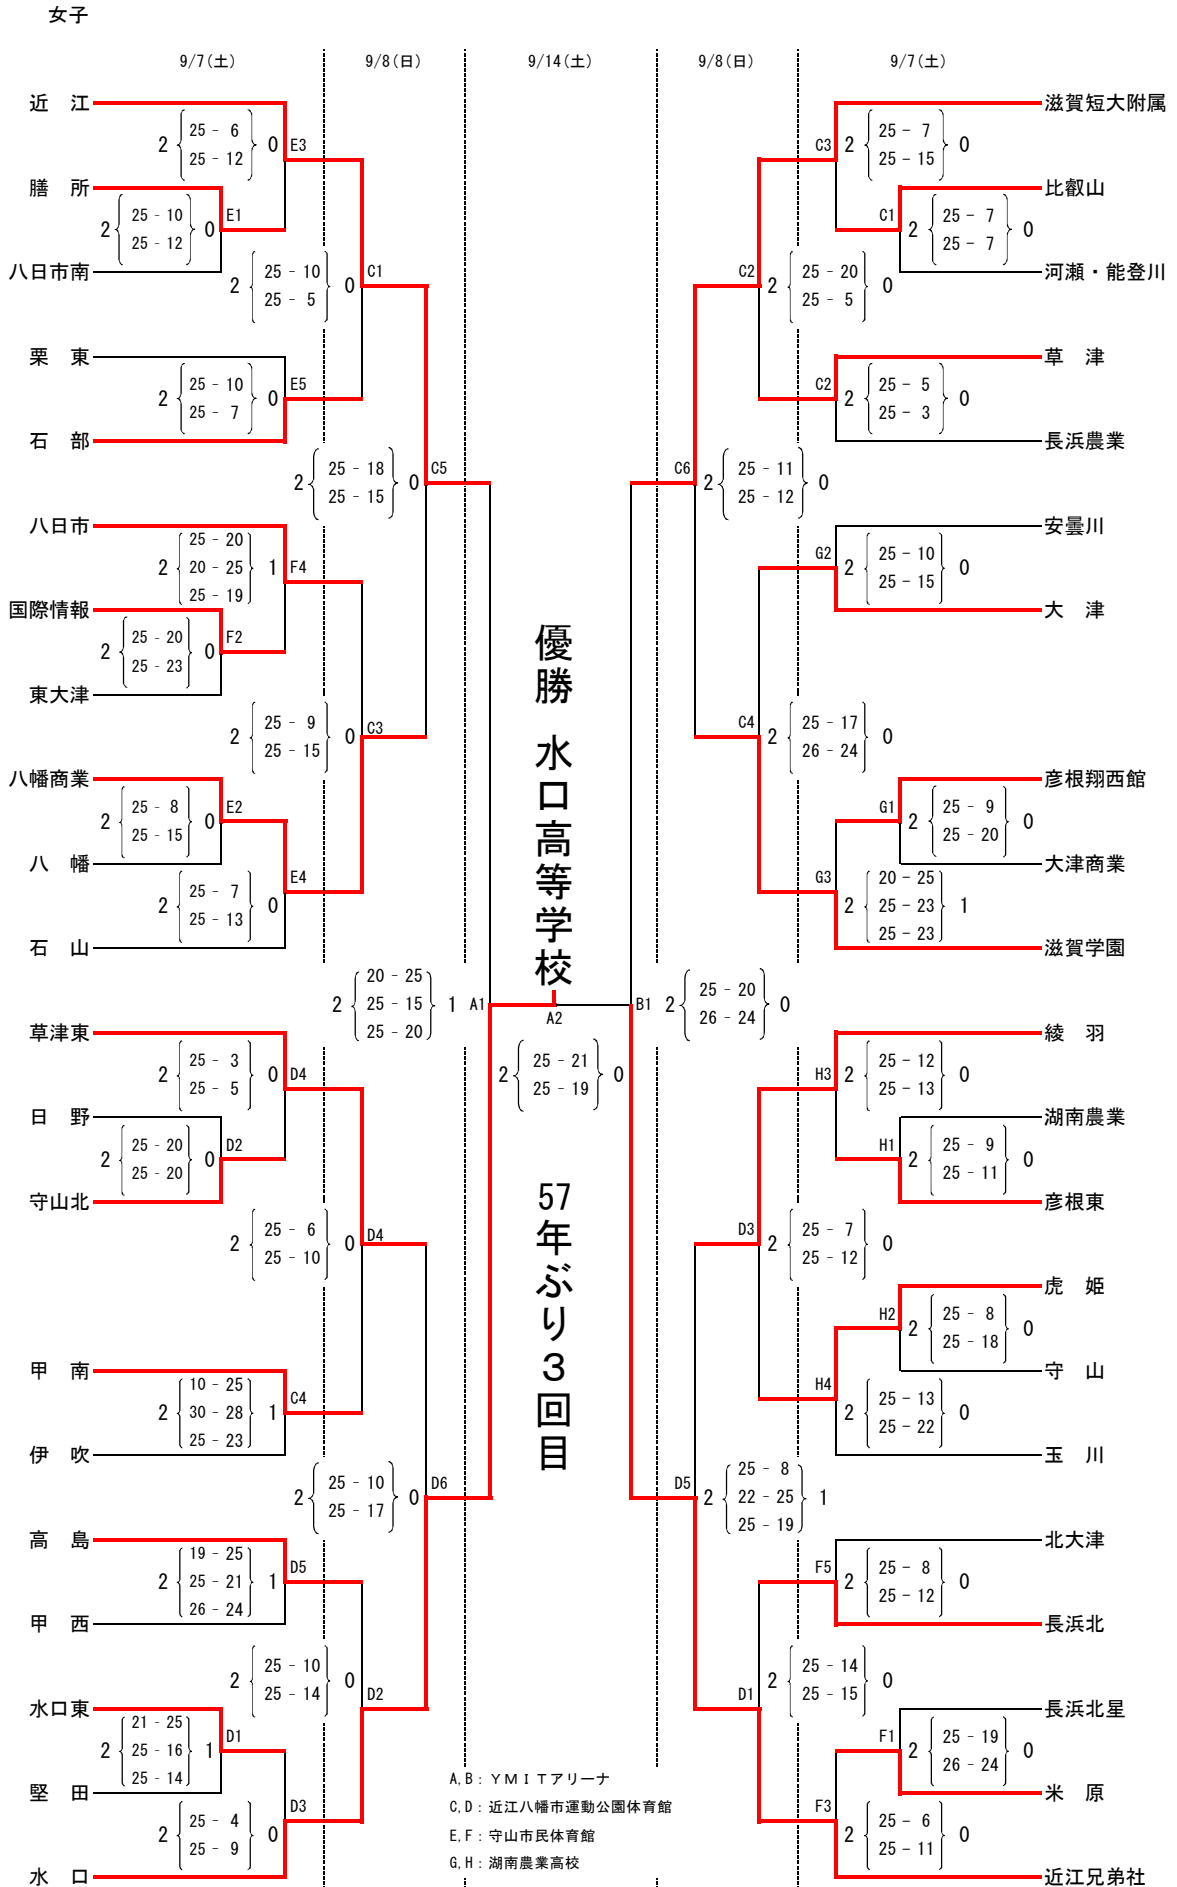 女子
9/7(土) 9/8(日) 9/14(土) 9/8(日) 9/7(土)
近 江
2 25 - 6 0 E3
25 - 12
膳 所
2 25 - 10 0 E1
25 - 12
八日市南
2 25 - 10 0 C1
25 - 5
栗 東
2 25 - 10 0 E5
25 - 7
石 部
2 25 - 18 0 C5
25 - 15
八日市
25 - 20
2 20 - 25 1 F4
25 - 19
国際情報
2 25 - 20 0 F2
25 - 23
東大津
2 25 - 9 0 C3
25 - 15
八幡商業
2 25 - 8 0 E2
25 - 15
八 幡
2 25 - 7 0 E4
25 - 13
石 山
20 - 25
2 25 - 15 1 A1
25 - 20
草津東
2 25 - 3 0 D4
25 - 5
日 野
2 25 - 20 0 D2
25 - 20
守山北
2 25 - 6 0 D4
25 - 10
甲 南
10 - 25
2 30 - 28 1 C4
25 - 23
伊 吹
2 25 - 10 0 D6
25 - 17
高 島
19 - 25
2 25 - 21 1 D5
26 - 24
甲 西
2 25 - 10 0 D2
25 - 14
水口東
21 - 25
2 25 - 16 1 D1
25 - 14
堅 田
2 25 - 4 0 D3
25 - 9
水 口
優勝 水口高等学校
A2
2 25 - 21 0
25 - 19
57年ぶり３回目
滋賀短大附属
C3 2 25 - 7 0
25 - 15
比叡山
C1 2 25 - 7 0
25 - 7
河瀬・能登川
C2 2 25 - 20 0
25 - 5
草 津
C2 2 25 - 5 0
25 - 3
長浜農業
C6 2 25 - 11 0
25 - 12
安曇川
G2 2 25 - 10 0
25 - 15
大 津
C4 2 25 - 17 0
26 - 24
彦根翔西館
G1 2 25 - 9 0
25 - 20
大津商業
G3 20 - 25
2 25 - 23 1
25 - 23
滋賀学園
B1 2 25 - 20 0
26 - 24
綾 羽
H3 2 25 - 12 0
25 - 13
湖南農業
H1 2 25 - 9 0
25 - 11
彦根東
D3 2 25 - 7 0
25 - 12
虎 姫
H2 2 25 - 8 0
25 - 18
守 山
H4 2 25 - 13 0
25 - 22
玉 川
D5 25 - 8
2 22 - 25 1
25 - 19
北大津
F5 2 25 - 8 0
25 - 12
長浜北
D1 2 25 - 14 0
25 - 15
長浜北星
F1 2 25 - 19 0
26 - 24
米 原
F3 2 25 - 6 0
25 - 11
近江兄弟社
A,B：ＹＭＩＴアリーナ
C,D：近江八幡市運動公園体育館
E,F：守山市民体育館
G,H：湖南農業高校